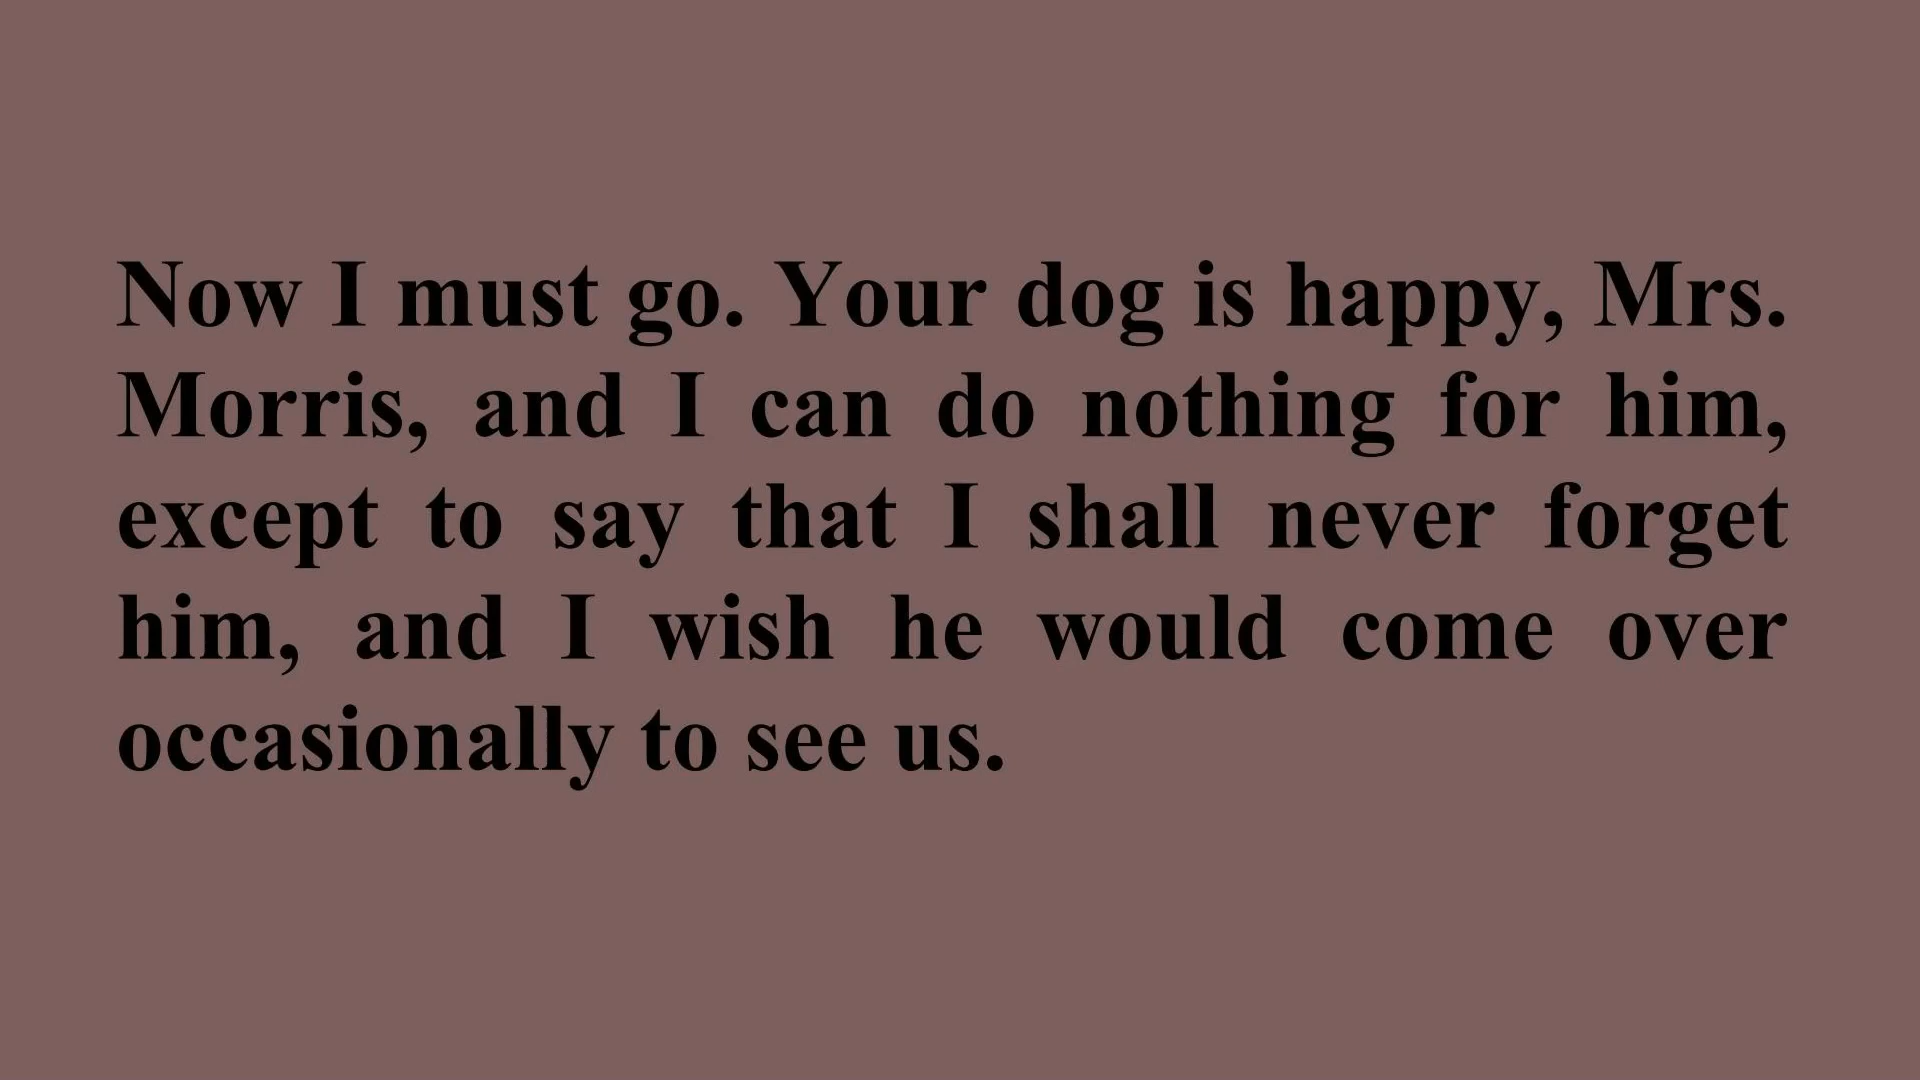 Now I must go. Your dog is happy, Mrs.
Morris, and I can do nothing for him,
except to say that I shall never forget
him, and I wish he would come over
occasionally to see us.